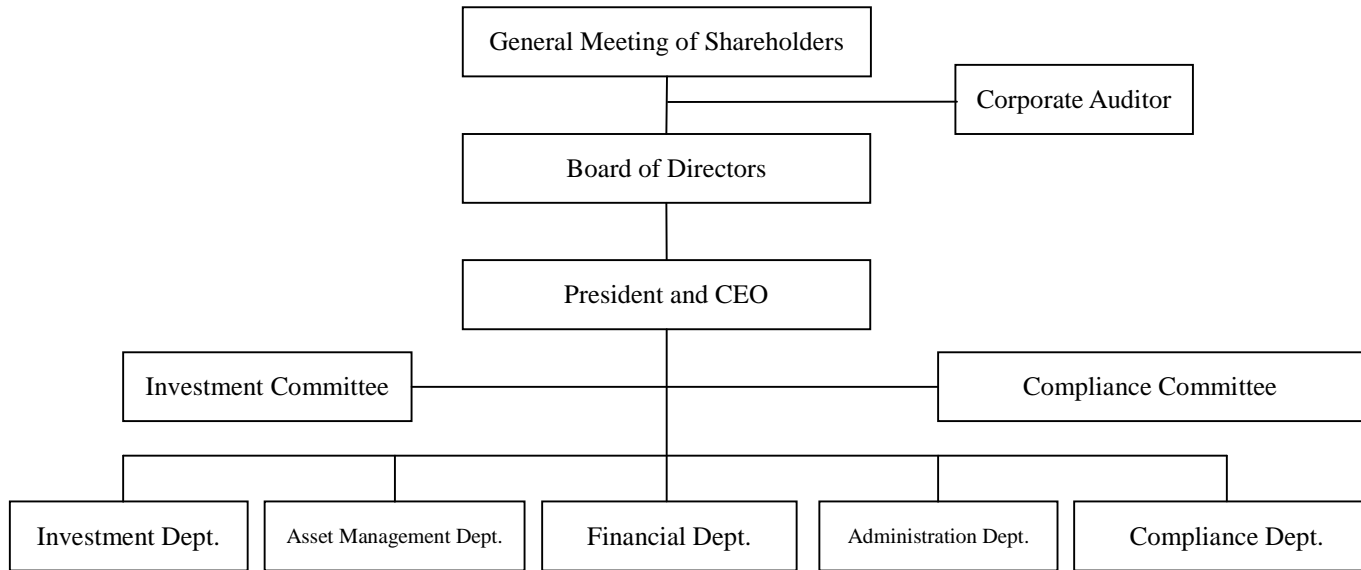 General Meeting of Shareholders
Corporate Auditor
Board of Directors
President and CEO
Investment Committee
Compliance Committee
Investment Dept.
Asset Management Dept.
Financial Dept.
Administration Dept.
Compliance Dept.